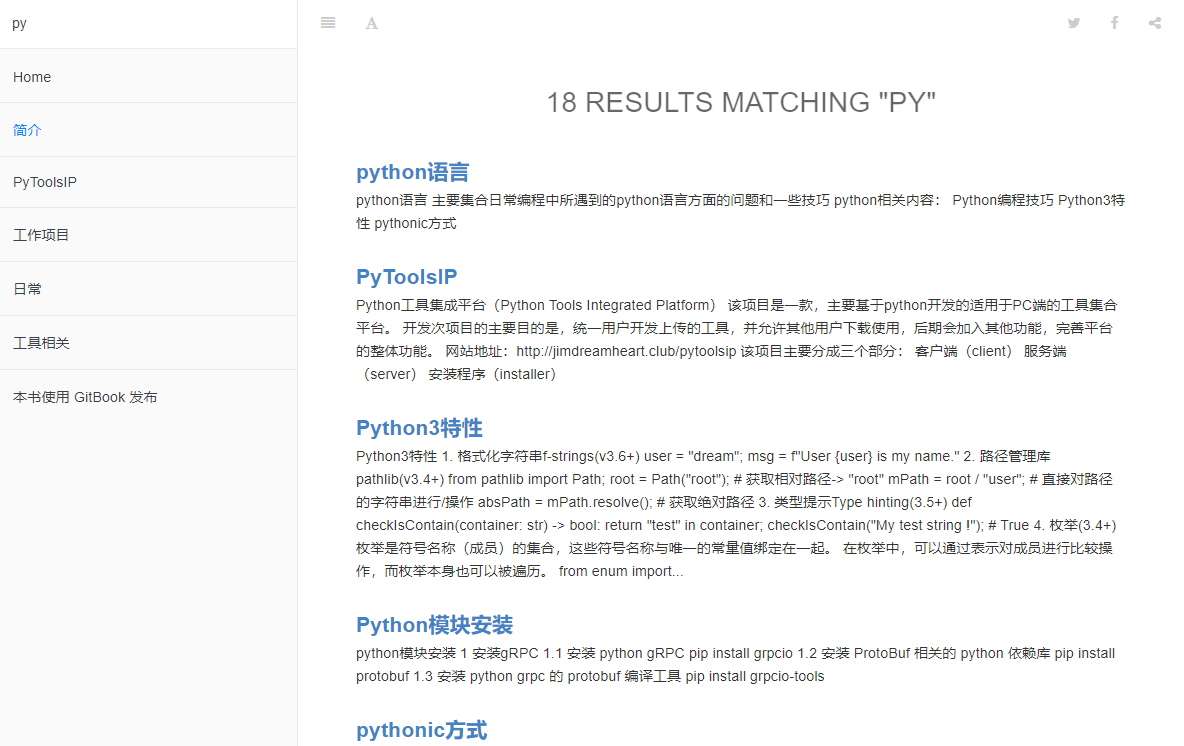 py
Home
简介
PyToolsIP
工作项目
日常
工具相关
本书使用 GitBook 发布
A
18 RESULTS MATCHING "PY"
python语言
python语言 主要集合日常编程中所遇到的python语言方面的问题和一些技巧 python相关内容： Python编程技巧 Python3特
性 pythonic方式
PyToolsIP
Python工具集成平台（Python Tools Integrated Platform） 该项目是一款，主要基于python开发的适用于PC端的工具集合
平台。 开发次项目的主要目的是，统一用户开发上传的工具，并允许其他用户下载使用，后期会加入其他功能，完善平台
的整体功能。 网站地址：http://jimdreamheart.club/pytoolsip 该项目主要分成三个部分： 客户端（client） 服务端
（server） 安装程序（installer）
Python3特性
Python3特性 1. 格式化字符串f-strings(v3.6+) user = "dream"; msg = f"User {user} is my name." 2. 路径管理库
pathlib(v3.4+) from pathlib import Path; root = Path("root"); # 获取相对路径-> "root" mPath = root / "user"; # 直接对路径
的字符串进行/操作 absPath = mPath.resolve(); # 获取绝对路径 3. 类型提示Type hinting(3.5+) def
checkIsContain(container: str) -> bool: return "test" in container; checkIsContain("My test string !"); # True 4. 枚举(3.4+)
枚举是符号名称（成员）的集合，这些符号名称与唯一的常量值绑定在一起。 在枚举中，可以通过表示对成员进行比较操
作，而枚举本身也可以被遍历。 from enum import...
Python模块安装
python模块安装 1 安装gRPC 1.1 安装 python gRPC pip install grpcio 1.2 安装 ProtoBuf 相关的 python 依赖库 pip install
protobuf 1.3 安装 python grpc 的 protobuf 编译工具 pip install grpcio-tools
pythonic方式